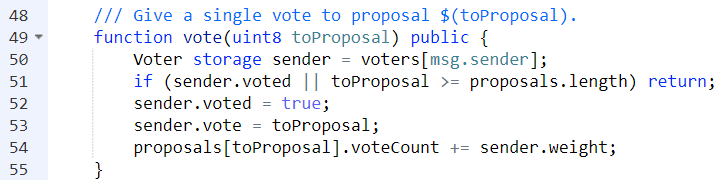 48 /// Give a single vote to proposal $(toProposal).
49 function vote(uint8 toProposal) public {
50 Voter storage sender = voters[msg.sender];
51 if (sender.voted || toProposal >= proposals.length) return;
52 sender.voted = true;
53 sender.vote = toProposal;
54 proposals[toProposal].voteCount += sender.weight;
55 }